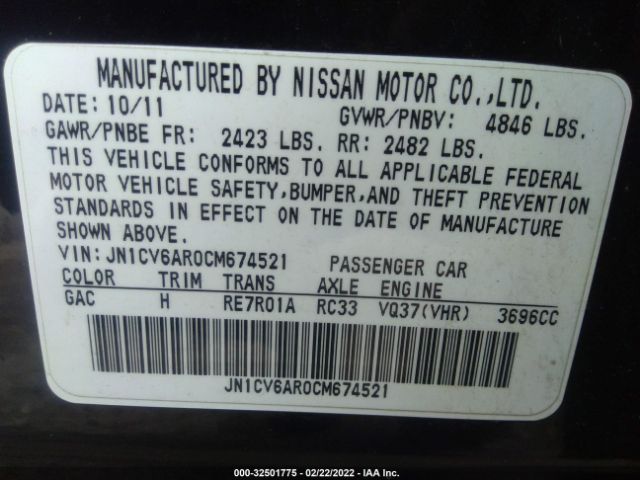 MANUFACTURED BY NISSAN MOTOR CO.,LTD.
DATE: 10/11 GVWR/PNBV: 4846 LBS.
GAWR/PNBE FR: 2423 LBS. RR: 2482 LBS.
THIS VEHICLE CONFORMS TO ALL APPLICABLE FEDERAL
MOTOR VEHICLE SAFETY,BUMPER,AND THEFT PREVENTION
STANDARDS IN EFFECT ON THE DATE OF MANUFACTURE
SHOWN ABOVE.
VIN: JN1CV6AR0CM674521 PASSENGER CAR
COLOR TRIM TRANS AXLE ENGINE
GAC H RE7R01A RC33 VQ37(VHR) 3696CC
JN1CV6AR0CM674521
000-32501775 - 02/22/2022 - IAA Inc.